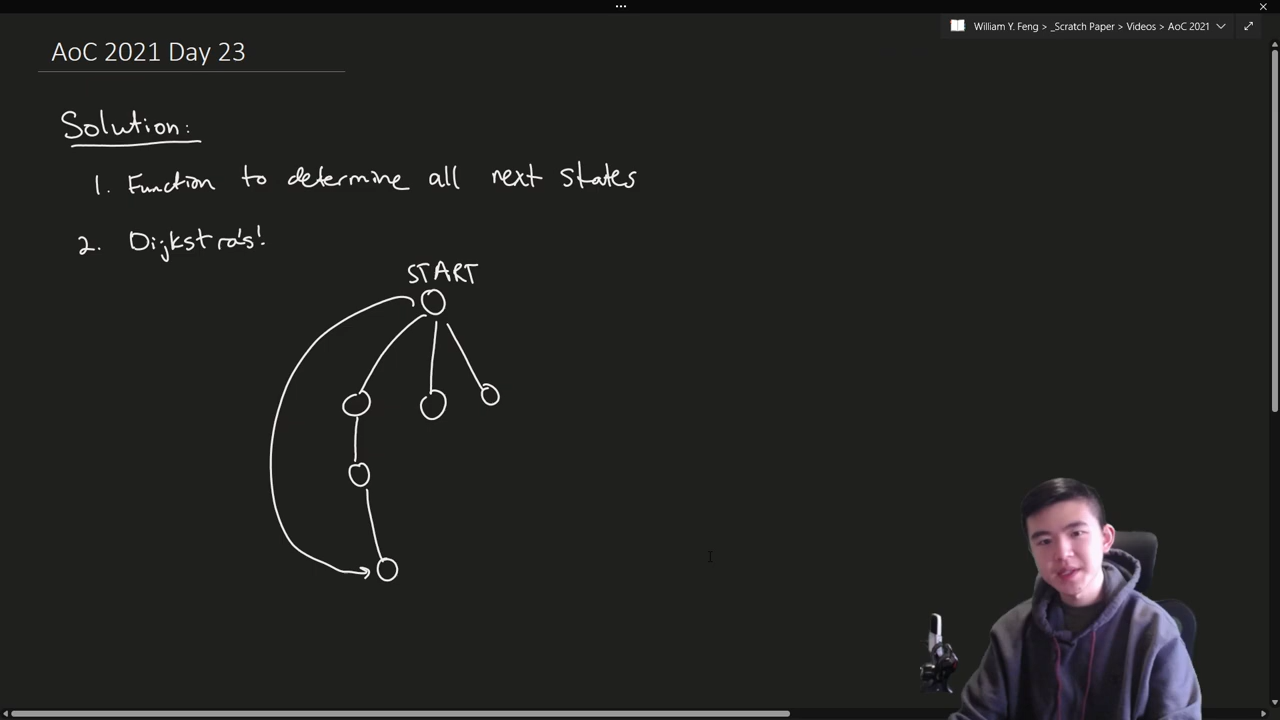 ...
William Y. Feng > _Scratch Paper > Videos > AoC 2021
AoC 2021 Day 23
Solution:
1. Function to determine all next states
2. Dijkstra's!
START